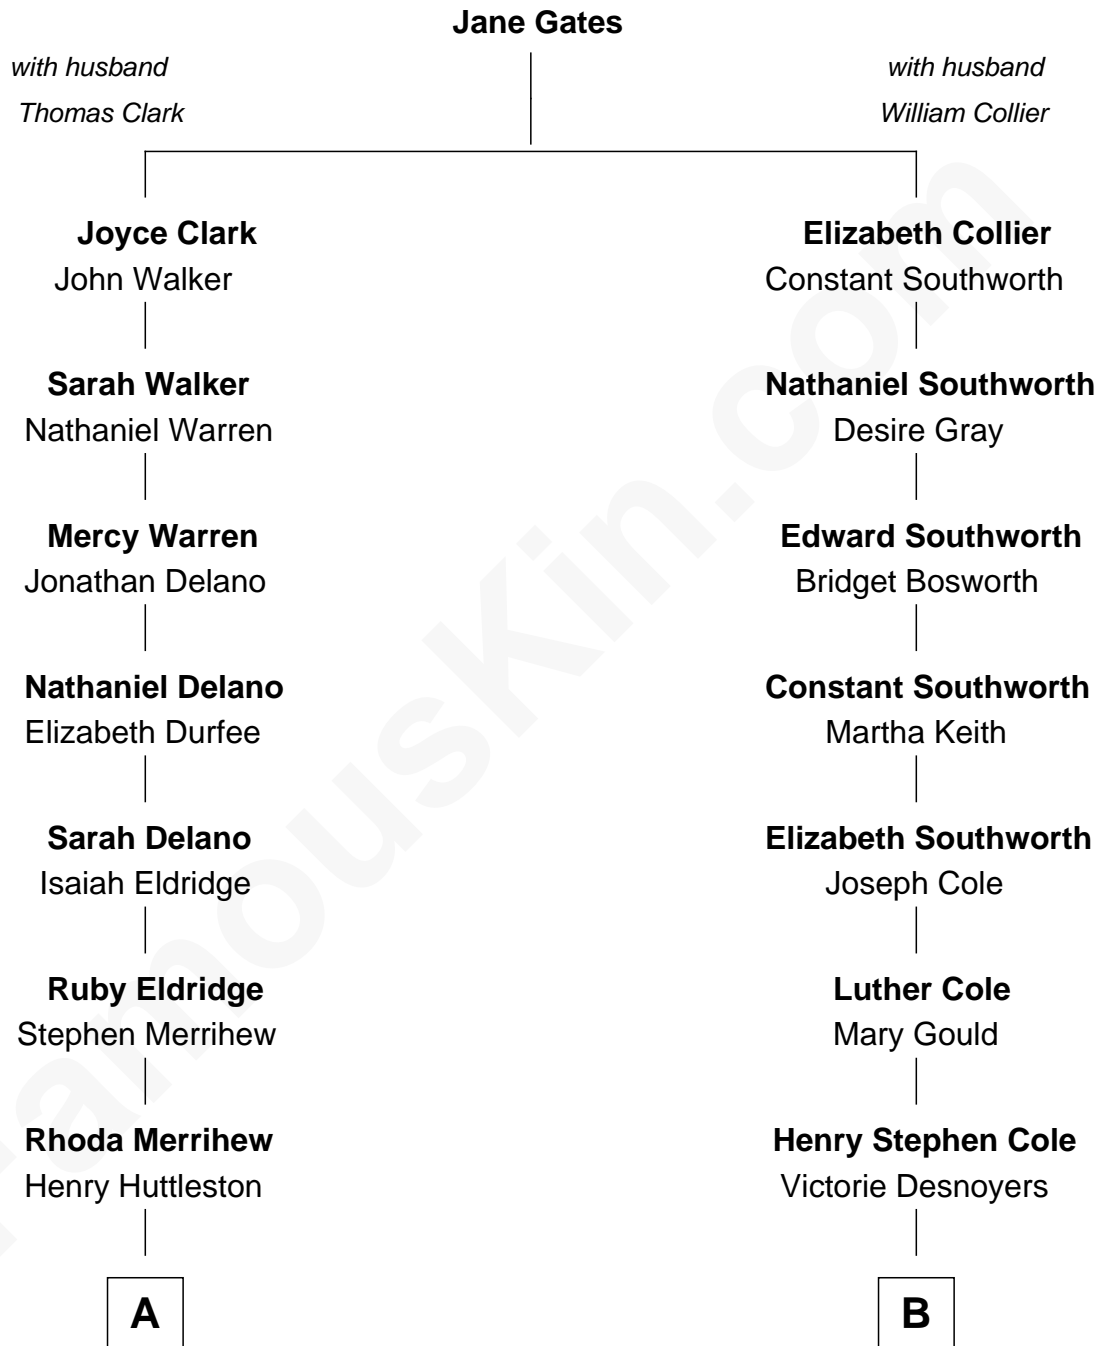 Jane Gates
with husband
Thomas Clark
with husband
William Collier
Joyce Clark
John Walker
Sarah Walker
Nathaniel Warren
Mercy Warren
Jonathan Delano
Nathaniel Delano
Elizabeth Durfee
Sarah Delano
Isaiah Eldridge
Ruby Eldridge
Stephen Merrihew
Rhoda Merrihew
Henry Huttleston
A
Elizabeth Collier
Constant Southworth
Nathaniel Southworth
Desire Gray
Edward Southworth
Bridget Bosworth
Constant Southworth
Martha Keith
Elizabeth Southworth
Joseph Cole
Luther Cole
Mary Gould
Henry Stephen Cole
Victorie Desnoyers
B
FamousKin.com